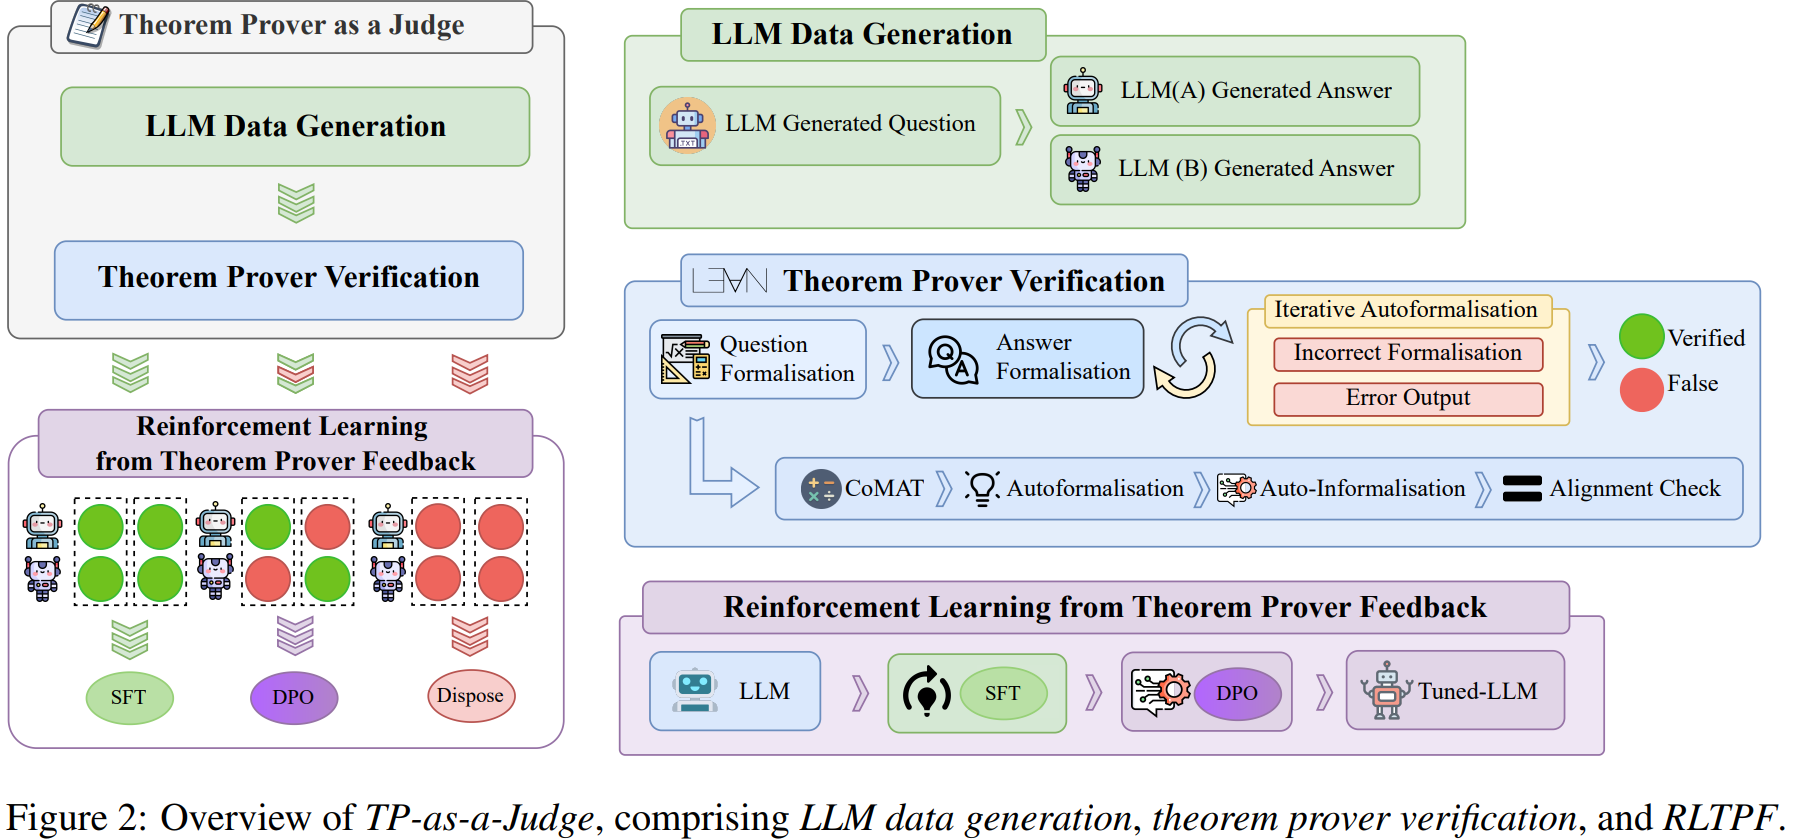 Theorem Prover as a Judge
LLM Data Generation
Theorem Prover Verification
Reinforcement Learning
from Theorem Prover Feedback
SFT
DPO
Dispose
LLM Data Generation
LLM Generated Question
.TXT
LLM(A) Generated Answer
LLM (B) Generated Answer
LEAN Theorem Prover Verification
Question
Formalisation
Q
A
Answer
Formalisation
Iterative Autoformalisation
Incorrect Formalisation
Error Output
Verified
False
CoMAT
Autoformalisation
Auto-Informalisation
Alignment Check
Reinforcement Learning from Theorem Prover Feedback
LLM
SFT
DPO
Tuned-LLM
Figure 2: Overview of TP-as-a-Judge, comprising LLM data generation, theorem prover verification, and RLTPF.